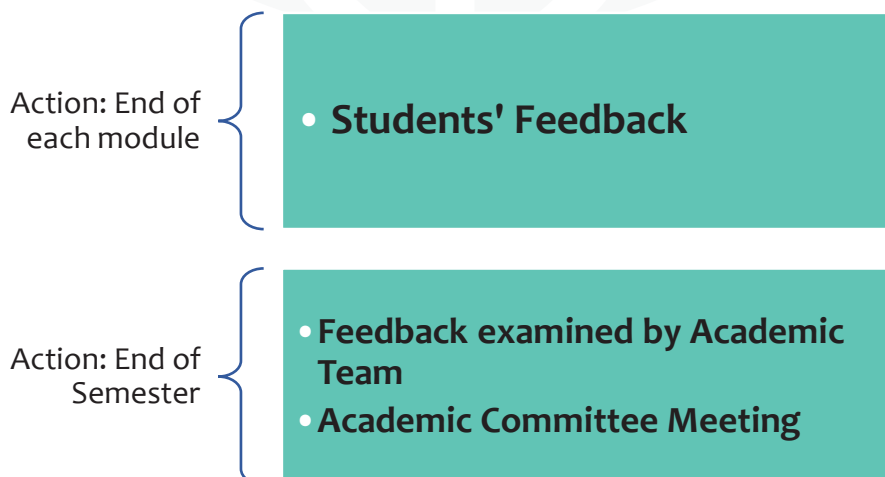 Action: End of
each module
• Students' Feedback
Action: End of
Semester
• Feedback examined by Academic
Team
• Academic Committee Meeting